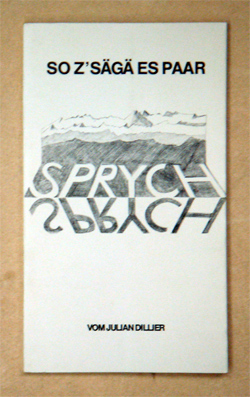 SO Z'SÄGÄ ES PAAR
SPRYCH
SPRYCH
VOM JULIAN DILLIER